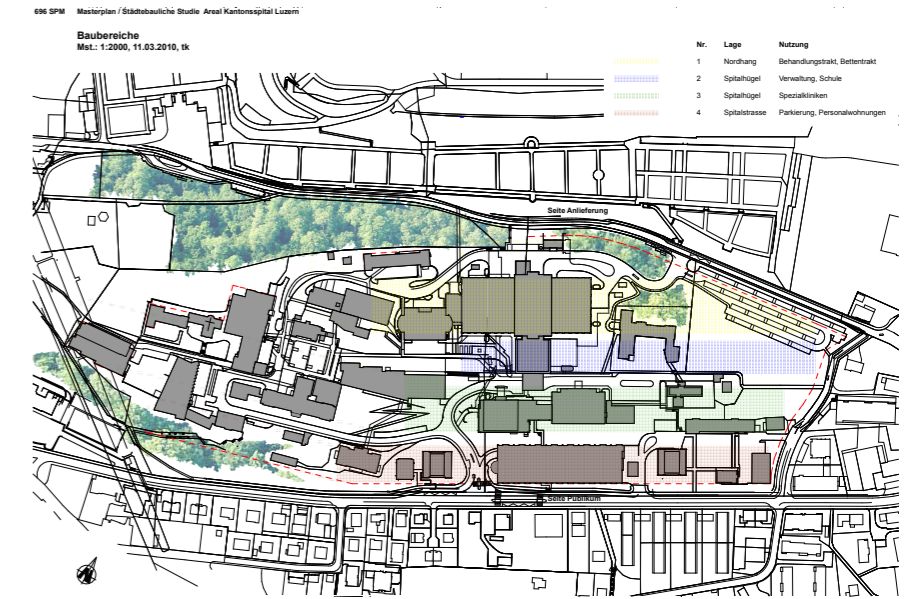 696 SPM Masterplan / Städtebauliche Studie Areal Kantonsspital Luzern
Baubereiche
Mst.: 1:2000, 11.03.2010, tk
Nr. Lage Nutzung
1 Nordhang Behandlungstrakt, Bettentrakt
2 Spitalhügel Verwaltung, Schule
3 Spitalhügel Spezialkliniken
4 Spitalstrasse Parkierung, Personalwohnungen
Seite Anlieferung
Seite Publikum